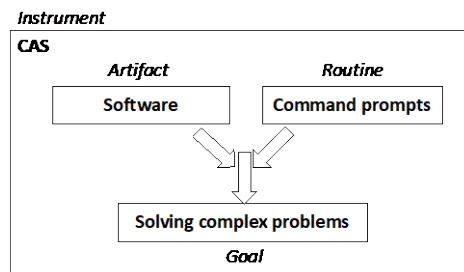 Instrument
CAS
Artifact Routine
Software Command prompts
Solving complex problems
Goal